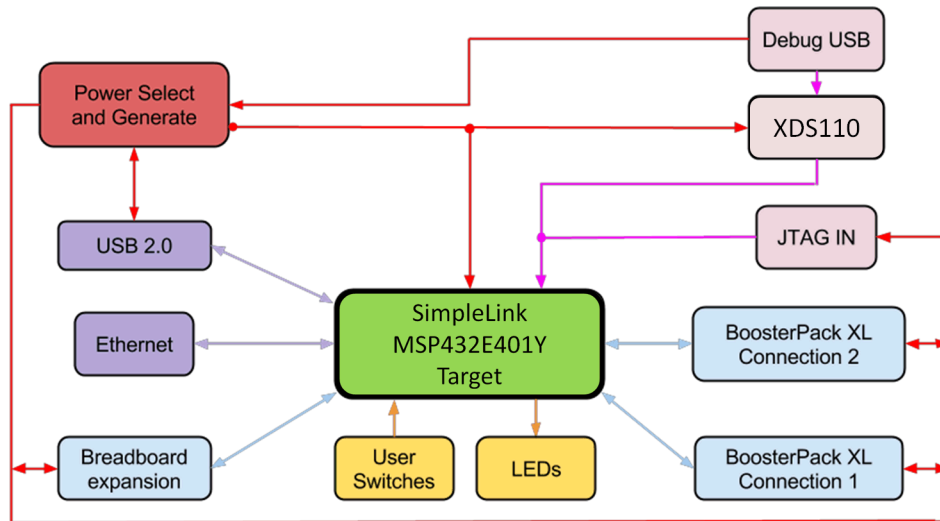 Debug USB
Power Select
and Generate
XDS110
USB 2.0
JTAG IN
SimpleLink
MSP432E401Y
Target
Ethernet
BoosterPack XL
Connection 2
Breadboard
expansion
User
Switches
LEDs
BoosterPack XL
Connection 1